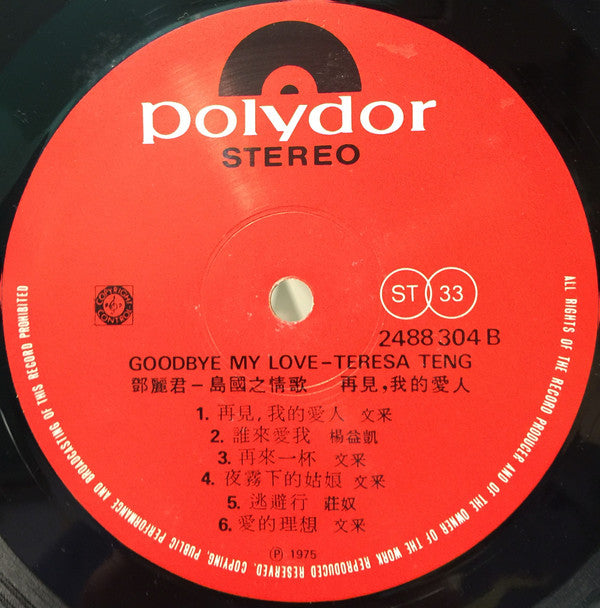 polydor
STEREO
COPYRIGHT
CONTROL
ST 33
2488 304 B
GOODBYE MY LOVE-TERESA TENG
鄧麗君-島國之情歌 再見,我的愛人
1. 再見,我的愛人 文采
2. 誰來愛我 楊益凱
3. 再來一杯 文采
4. 夜霧下的姑娘 文采
5. 逃避行 莊奴
6. 愛的理想 文采
Ⓟ 1975
ALL RIGHTS OF THE RECORD PRODUCER AND OF THE OWNER OF THE WORK REPRODUCED RESERVED. COPYING, PUBLIC PERFORMANCE AND BROADCASTING OF THIS RECORD PROHIBITED